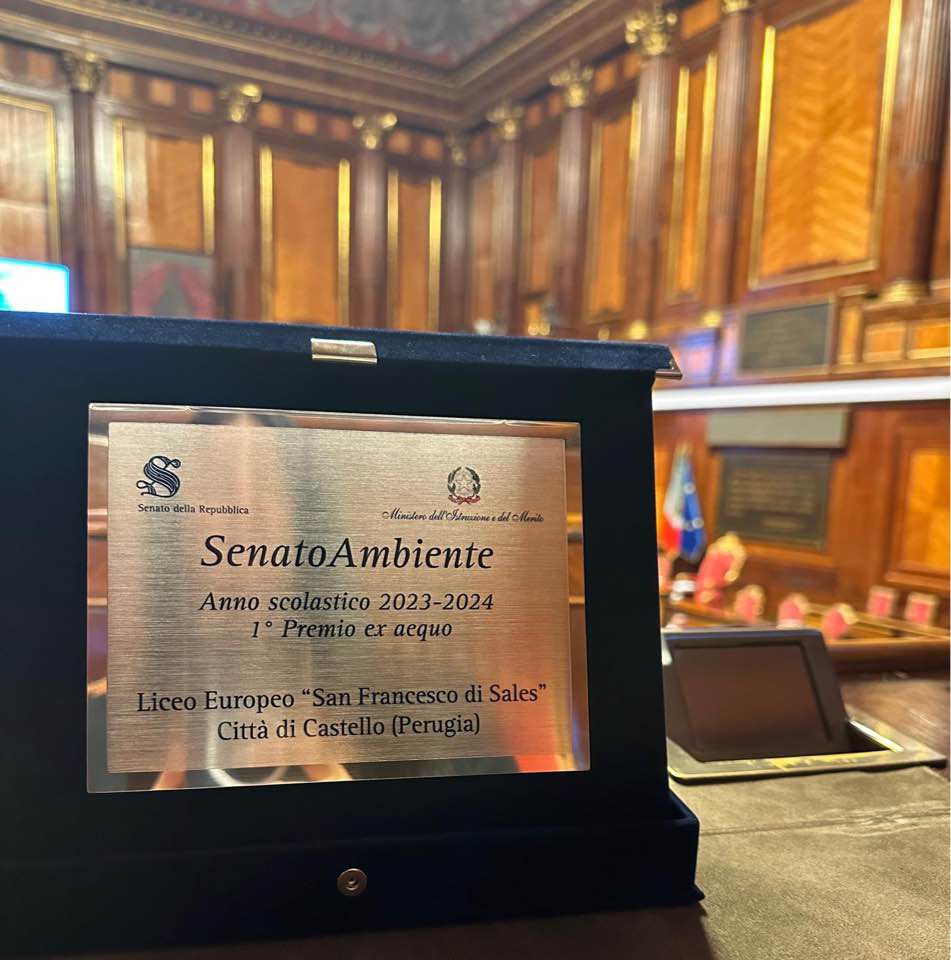 Senato della Repubblica
Ministero dell'Istruzione e del Merito
SenatoAmbiente
Anno scolastico 2023-2024
1° Premio ex aequo
Liceo Europeo “San Francesco di Sales”
Città di Castello (Perugia)